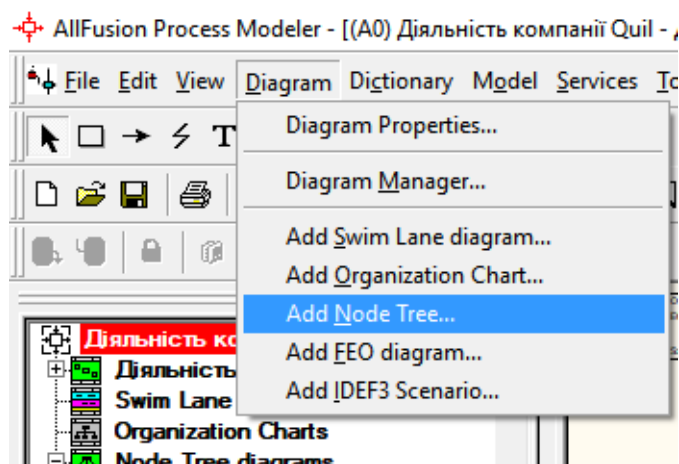 AllFusion Process Modeler - [(A0) Діяльність компанії Quil -
File Edit View Diagram Dictionary Model Services
T
Diagram Properties...
Diagram Manager...
Add Swim Lane diagram...
Add Organization Chart...
Add Node Tree...
Add FEO diagram...
Add IDEF3 Scenario...
Діяльність
Діяльність
Swim Lane
Organization Charts
Node Tree diagrams